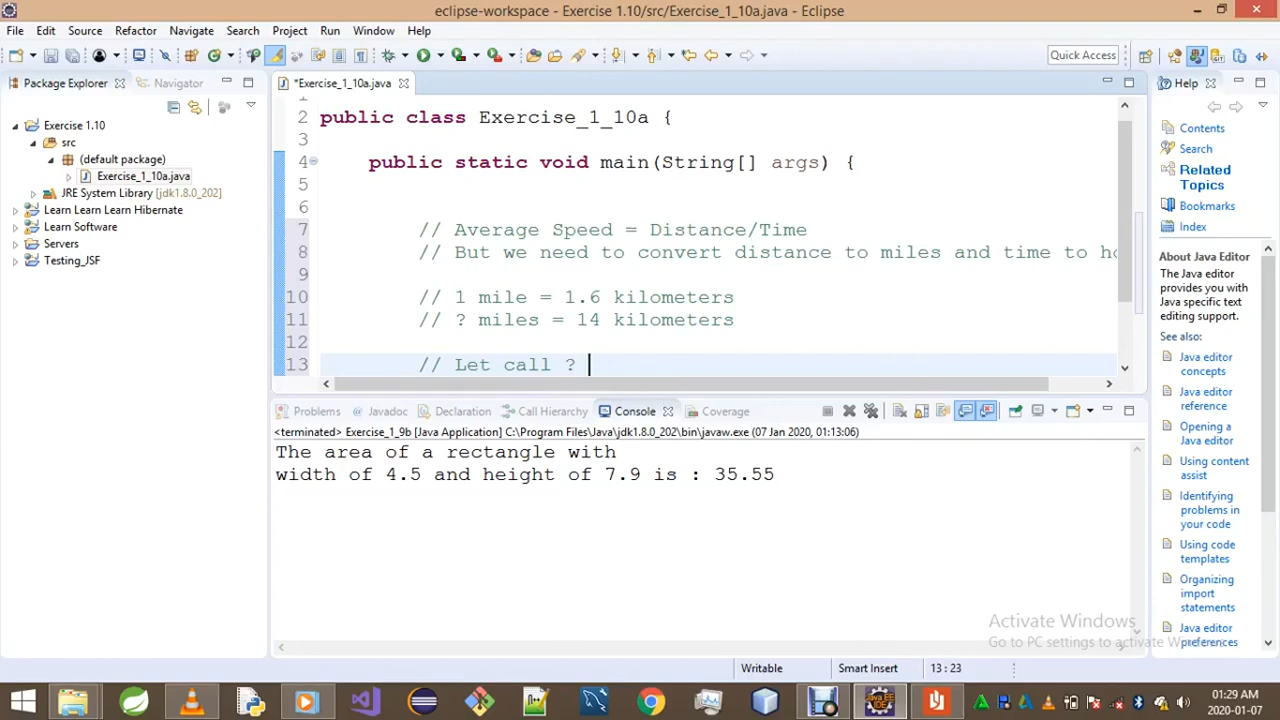 eclipse-workspace - Exercise 1.10/src/Exercise_1_10a.java - Eclipse
File Edit Source Refactor Navigate Search Project Run Window Help
Quick Access
Package Explorer Navigator
*Exercise_1_10a.java
Help
Exercise 1.10
src
(default package)
Exercise_1_10a.java
JRE System Library [jdk1.8.0_202]
Learn Learn Learn Hibernate
Learn Software
Servers
Testing_JSF
1
2 public class Exercise_1_10a {
3
4 public static void main(String[] args) {
5
6
7 // Average Speed = Distance/Time
8 // But we need to convert distance to miles and time to ho
9
10 // 1 mile = 1.6 kilometers
11 // ? miles = 14 kilometers
12
13 // Let call ?
Contents
Search
Related
Topics
Bookmarks
Index
About Java Editor
The Java editor
provides you with
Java specific text
editing support.
See also:
Java editor
concepts
Java editor
reference
Opening a
Java editor
Using content
assist
Identifying
problems in
your code
Using code
templates
Organizing
import
statements
Java editor
preferences
Problems Javadoc Declaration Call Hierarchy Console Coverage
<terminated> Exercise_1_9b [Java Application] C:\Program Files\Java\jdk1.8.0_202\bin\javaw.exe (07 Jan 2020, 01:13:06)
The area of a rectangle with
width of 4.5 and height of 7.9 is : 35.55
Activate Windows
Go to PC settings to activate Windows.
Writable Smart Insert 13 : 23
01:29 AM
2020-01-07